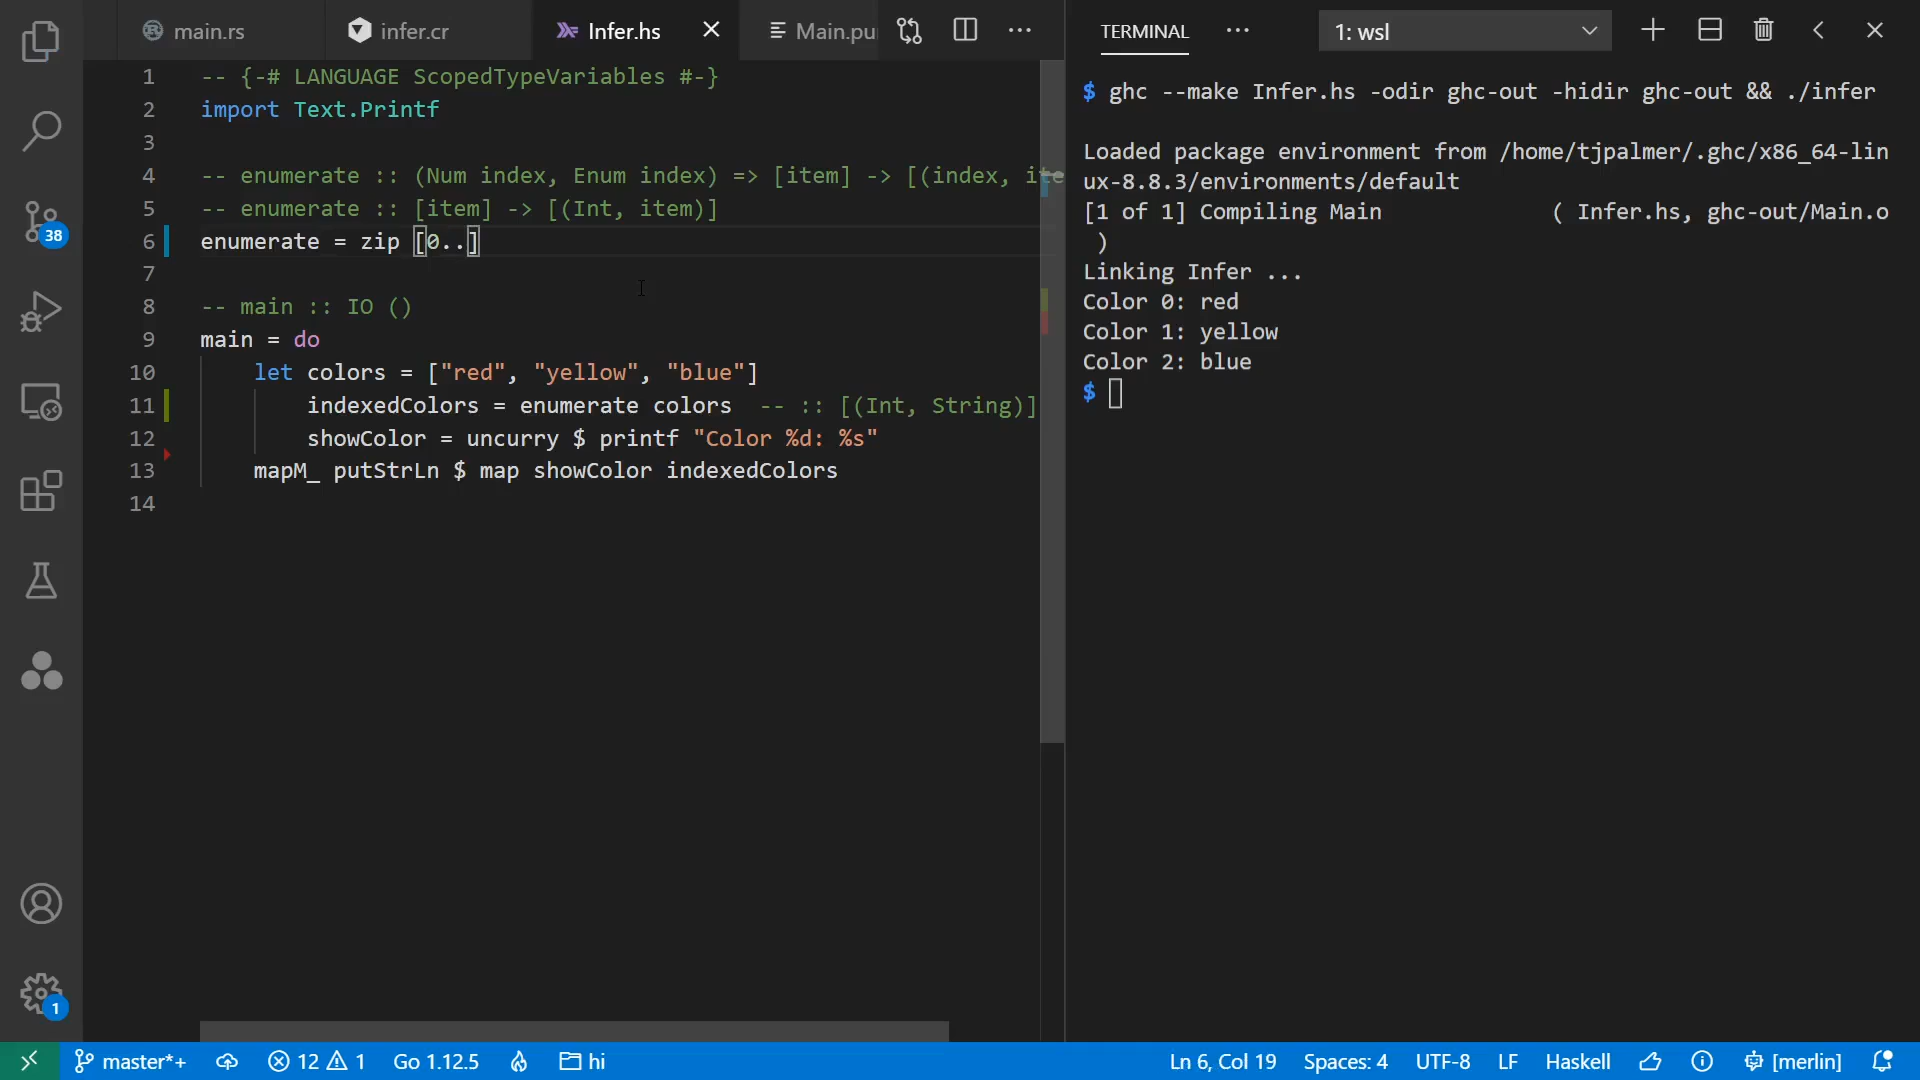 main.rs
infer.cr
Infer.hs
Main.pu
TERMINAL
1: wsl
1 -- {-# LANGUAGE ScopedTypeVariables #-}
2 import Text.Printf
3
4 -- enumerate :: (Num index, Enum index) => [item] -> [(index, ite
5 -- enumerate :: [item] -> [(Int, item)]
6 enumerate = zip [0..]
7
8 -- main :: IO ()
9 main = do
10 let colors = ["red", "yellow", "blue"]
11 indexedColors = enumerate colors -- :: [(Int, String)]
12 showColor = uncurry $ printf "Color %d: %s"
13 mapM_ putStrLn $ map showColor indexedColors
14
$ ghc --make Infer.hs -odir ghc-out -hidir ghc-out && ./infer
Loaded package environment from /home/tjpalmer/.ghc/x86_64-lin
ux-8.8.3/environments/default
[1 of 1] Compiling Main ( Infer.hs, ghc-out/Main.o
)
Linking Infer ...
Color 0: red
Color 1: yellow
Color 2: blue
$
38
1
master*+
12
1
Go 1.12.5
hi
Ln 6, Col 19
Spaces: 4
UTF-8
LF
Haskell
[merlin]